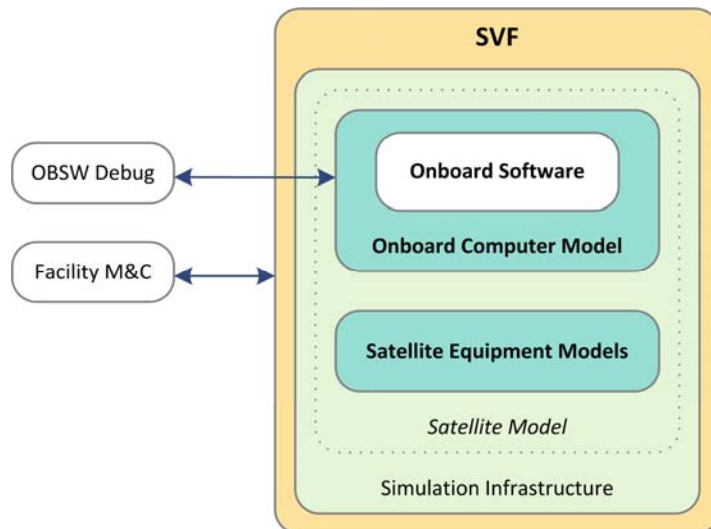 SVF
OBSW Debug
Onboard Software
Onboard Computer Model
Facility M&C
Satellite Equipment Models
Satellite Model
Simulation Infrastructure